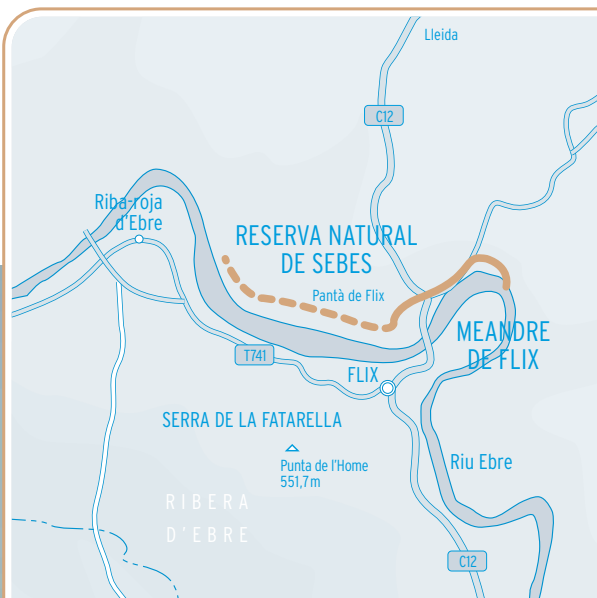 Lleida
C12
Riba-roja
d'Ebre
RESERVA NATURAL
DE SEBES
Pantà de Flix
MEANDRE
DE FLIX
T741
FLIX
SERRA DE LA FATARELLA
Punta de l'Home
551,7 m
Riu Ebre
RIBERA
D'EBRE
C12